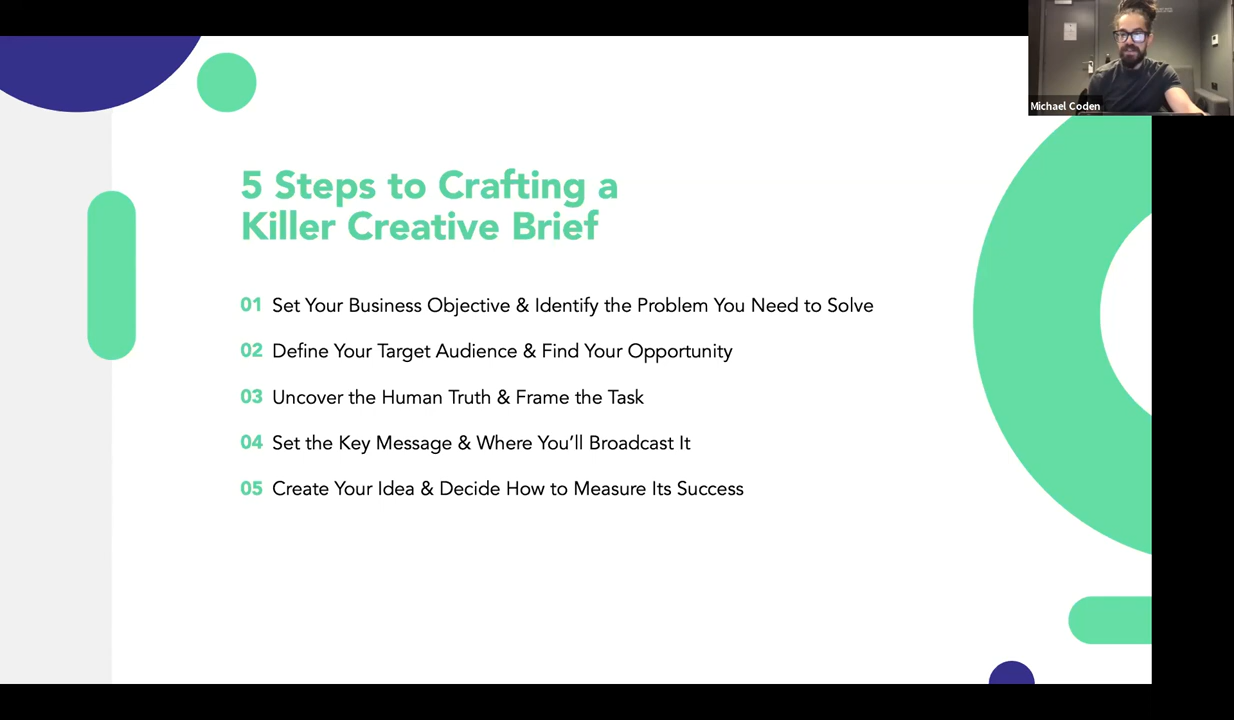 Michael Coden
5 Steps to Crafting a
Killer Creative Brief
01 Set Your Business Objective & Identify the Problem You Need to Solve
02 Define Your Target Audience & Find Your Opportunity
03 Uncover the Human Truth & Frame the Task
04 Set the Key Message & Where You’ll Broadcast It
05 Create Your Idea & Decide How to Measure Its Success